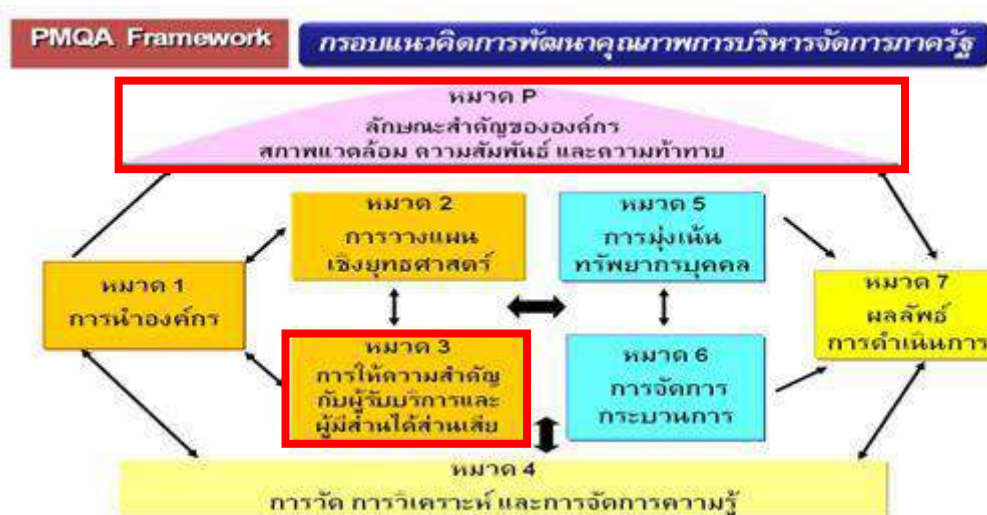 PMQA Framework
กรอบแนวคิดการพัฒนาคุณภาพการบริหารจัดการภาครัฐ
หมวด P
ลักษณะสำคัญขององค์กร
สภาพแวดล้อม ความสัมพันธ์ และความท้าทาย
หมวด 2
การวางแผน
เชิงยุทธศาสตร์
หมวด 5
การมุ่งเน้น
ทรัพยากรบุคคล
หมวด 1
การนำองค์กร
หมวด 7
ผลลัพธ์
การดำเนินการ
หมวด 3
การให้ความสำคัญ
กับผู้รับบริการและ
ผู้มีส่วนได้ส่วนเสีย
หมวด 6
การจัดการ
กระบวนการ
หมวด 4
การวัด การวิเคราะห์ และการจัดการความรู้